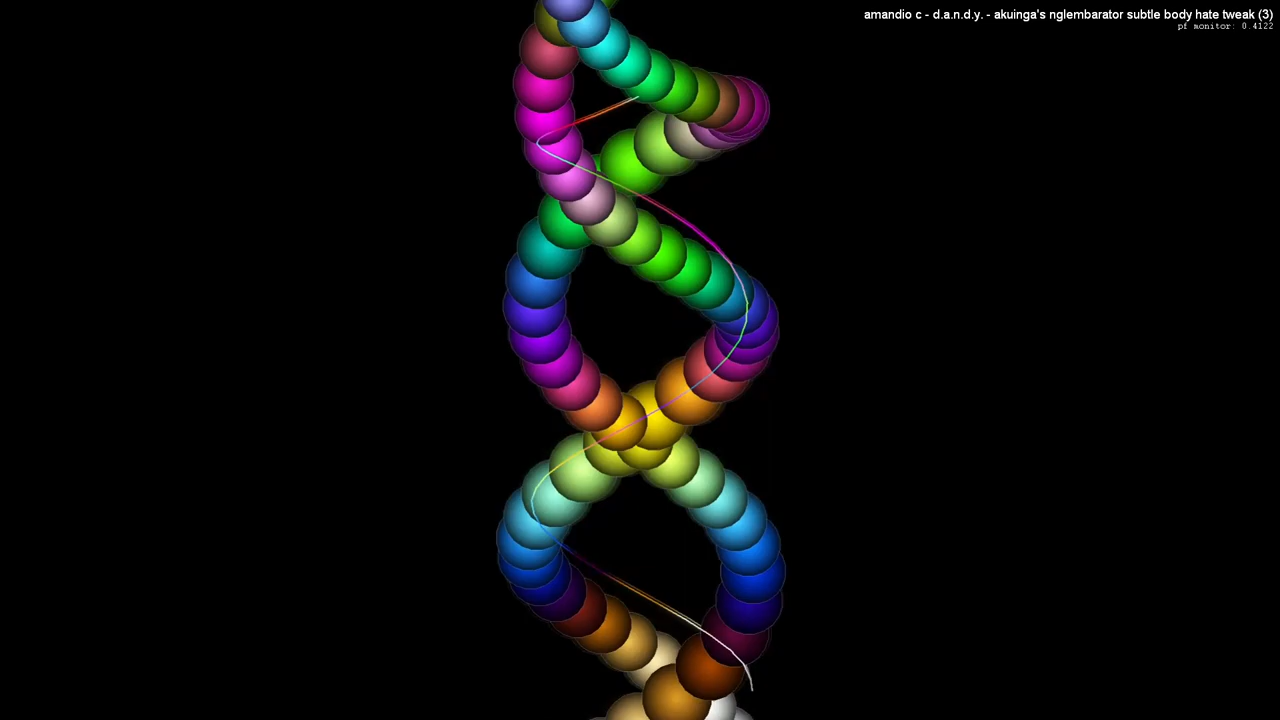 amandio c - d.a.n.d.y. - akuinga's nglembarator subtle body hate tweak (3)
pf monitor: 0.4122